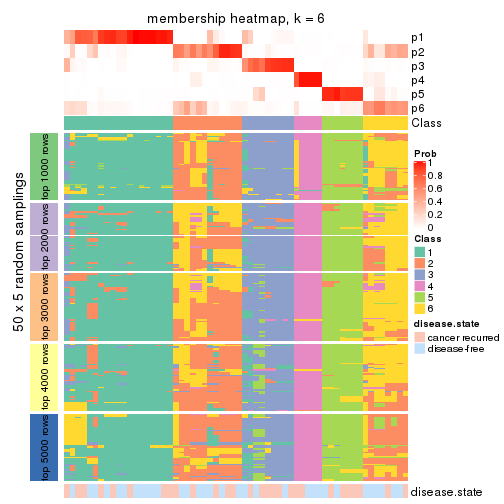 membership heatmap, k = 6
p1
p2
p3
p4
p5
p6
Class
50 x 5 random samplings
top 1000 rows
top 2000 rows
top 3000 rows
top 4000 rows
top 5000 rows
Prob
1
0.8
0.6
0.4
0.2
0
Class
1
2
3
4
5
6
disease.state
cancer recurred
disease-free
disease.state